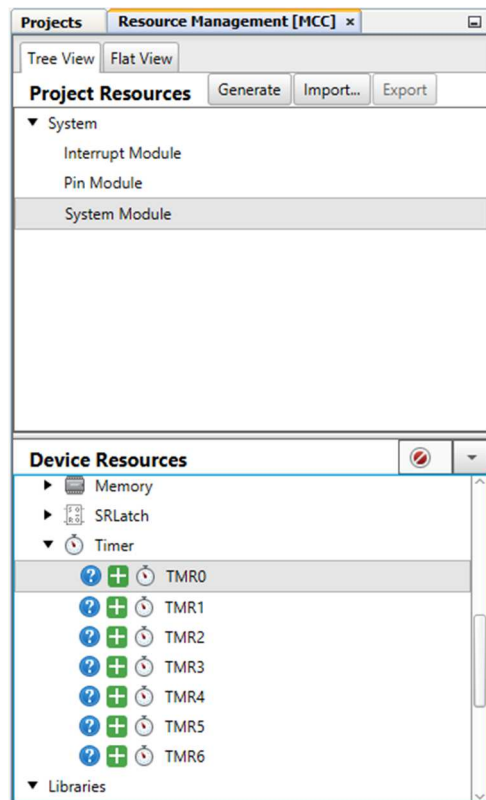 Projects Resource Management [MCC] ×
Tree View Flat View
Project Resources Generate Import... Export
System
Interrupt Module
Pin Module
System Module
Device Resources
Memory
SRLatch
Timer
TMR0
TMR1
TMR2
TMR3
TMR4
TMR5
TMR6
Libraries